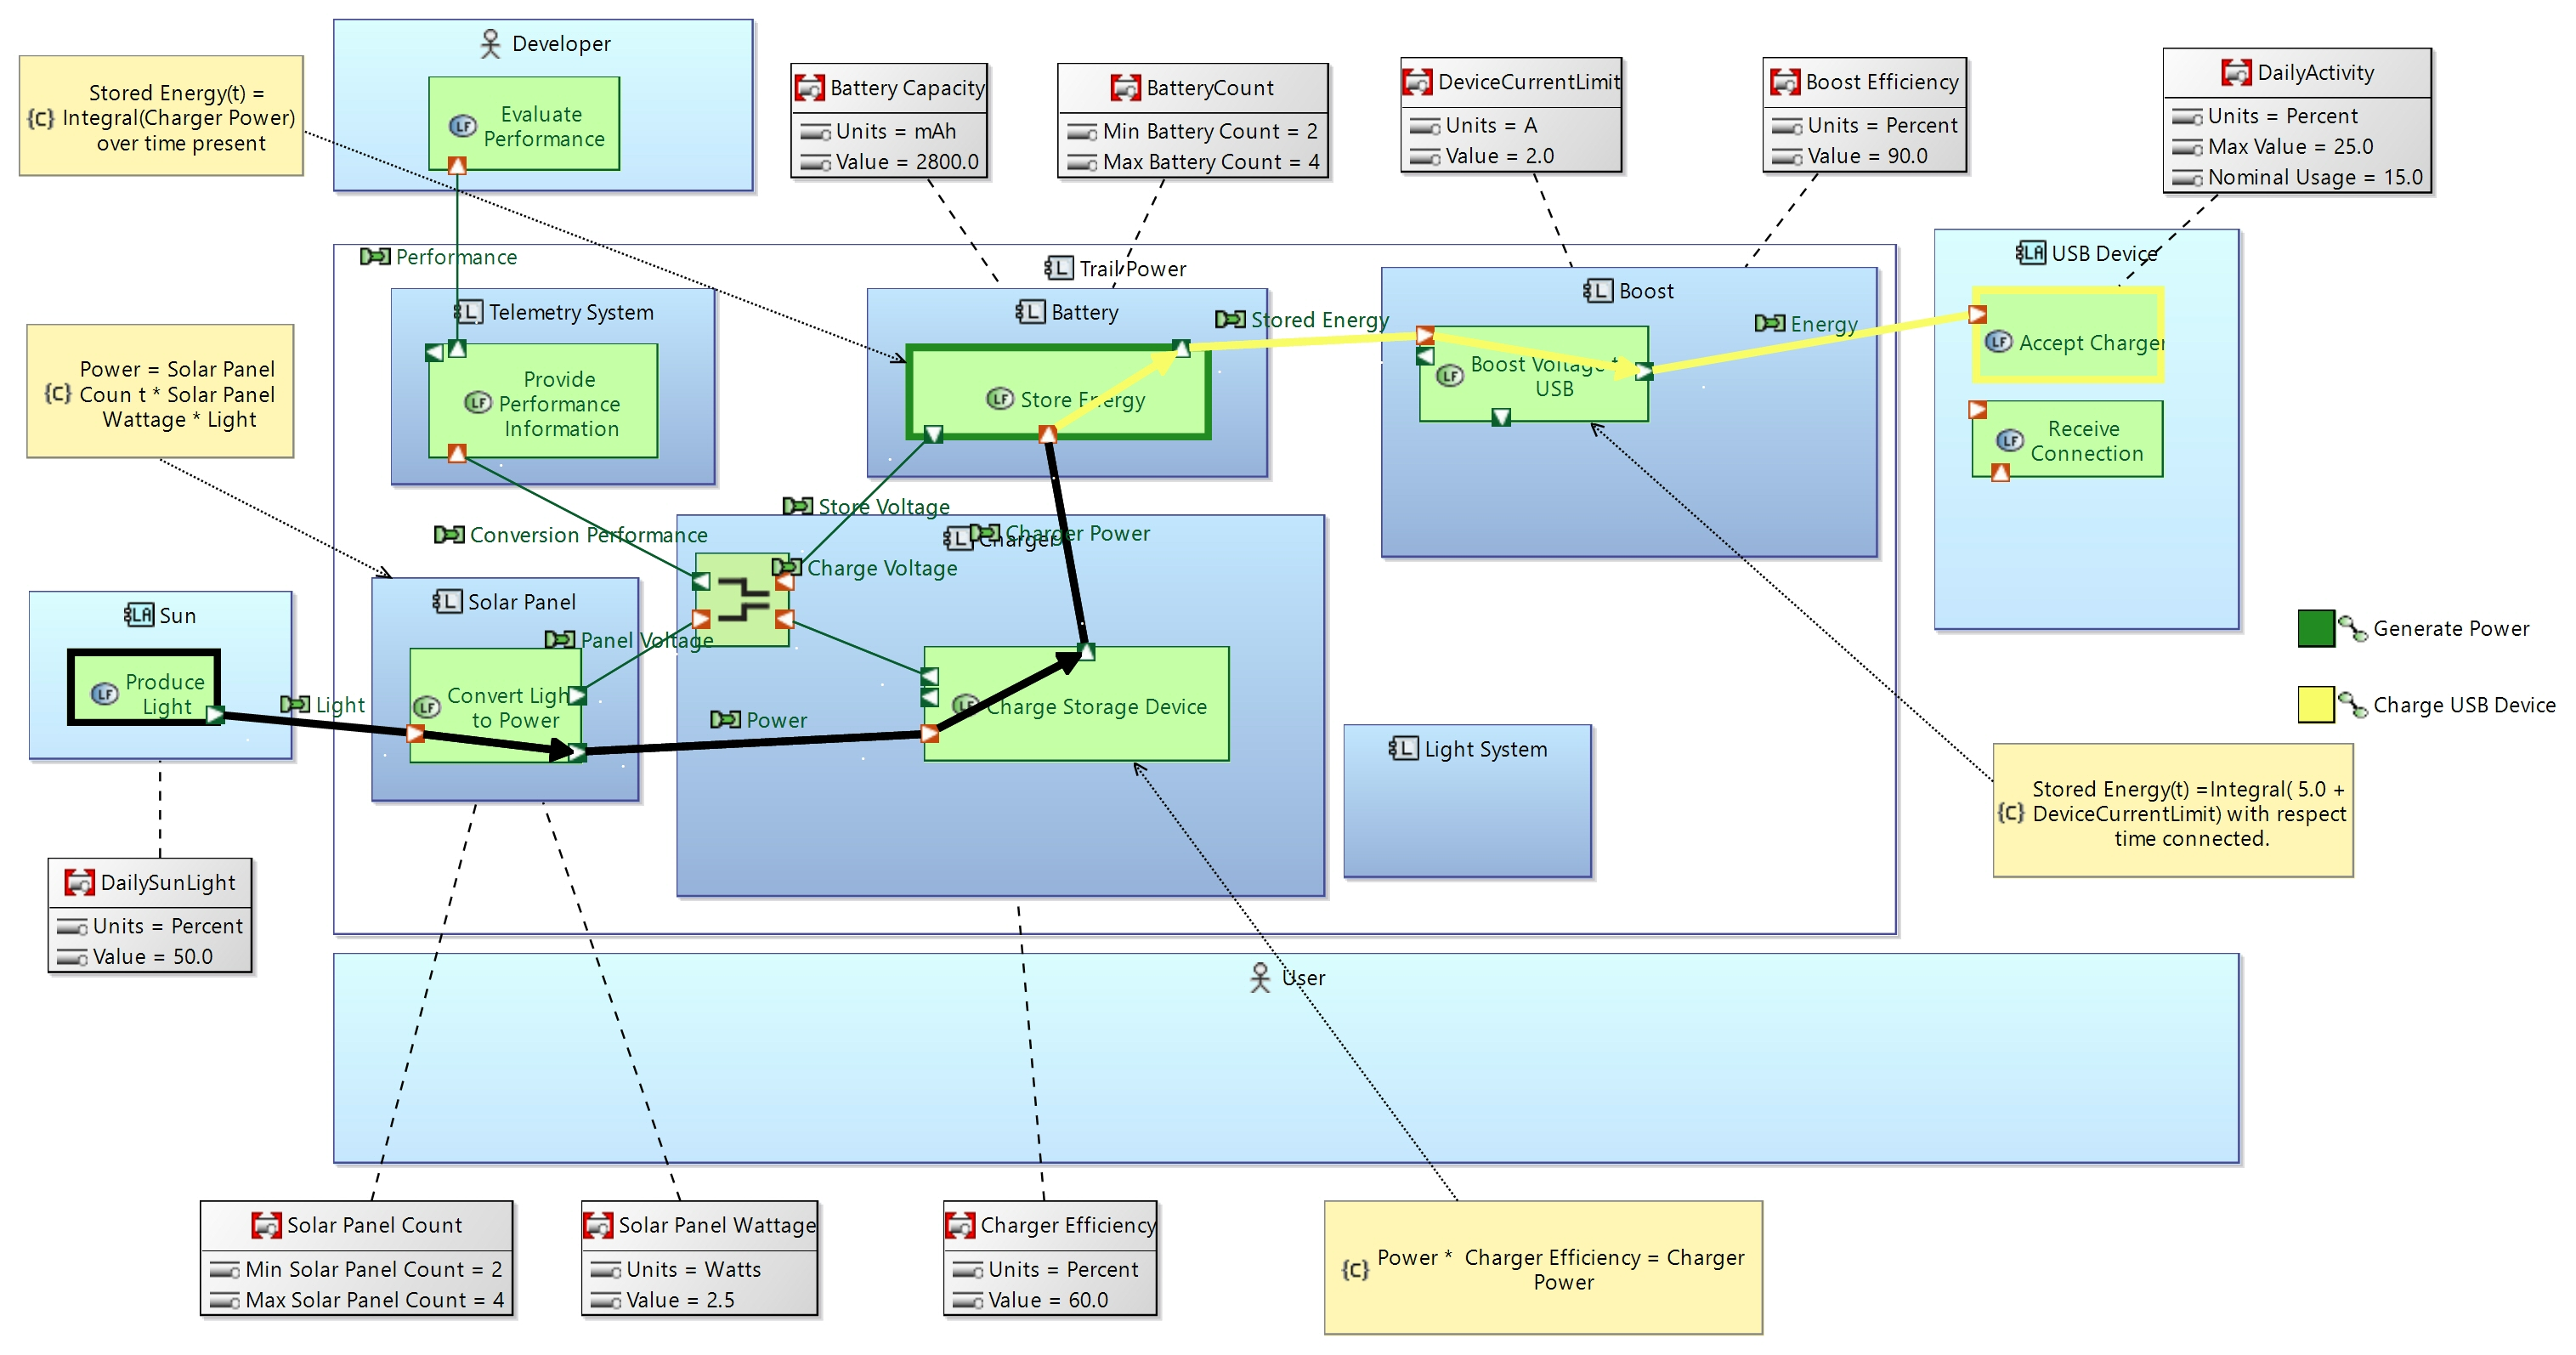 Developer
Evaluate
Performance
Stored Energy(t) =
Integral(Charger Power)
over time present
{c}
Battery Capacity
Units = mAh
Value = 2800.0
BatteryCount
Min Battery Count = 2
Max Battery Count = 4
DeviceCurrentLimit
Units = A
Value = 2.0
Boost Efficiency
Units = Percent
Value = 90.0
DailyActivity
Units = Percent
Max Value = 25.0
Nominal Usage = 15.0
Performance
Trail Power
USB Device
LA
L
Telemetry System
Battery
Boost
Stored Energy
Energy
LF
Accept Charger
Provide
Performance
Information
Store Energy
Boost Voltage t
USB
Receive
Connection
Power = Solar Panel
Coun t * Solar Panel
Wattage * Light
{c}
Store Voltage
Conversion Performance
Charger
Charger Power
Charge Voltage
Sun
Solar Panel
Panel Voltage
Produce
Light
Light
Convert Ligh
to Power
Power
Charge Storage Device
Light System
Generate Power
Charge USB Device
Stored Energy(t) =Integral( 5.0 +
DeviceCurrentLimit) with respect
time connected.
{c}
DailySunLight
Units = Percent
Value = 50.0
User
Solar Panel Count
Min Solar Panel Count = 2
Max Solar Panel Count = 4
Solar Panel Wattage
Units = Watts
Value = 2.5
Charger Efficiency
Units = Percent
Value = 60.0
{c}
Power *  Charger Efficiency = Charger
Power